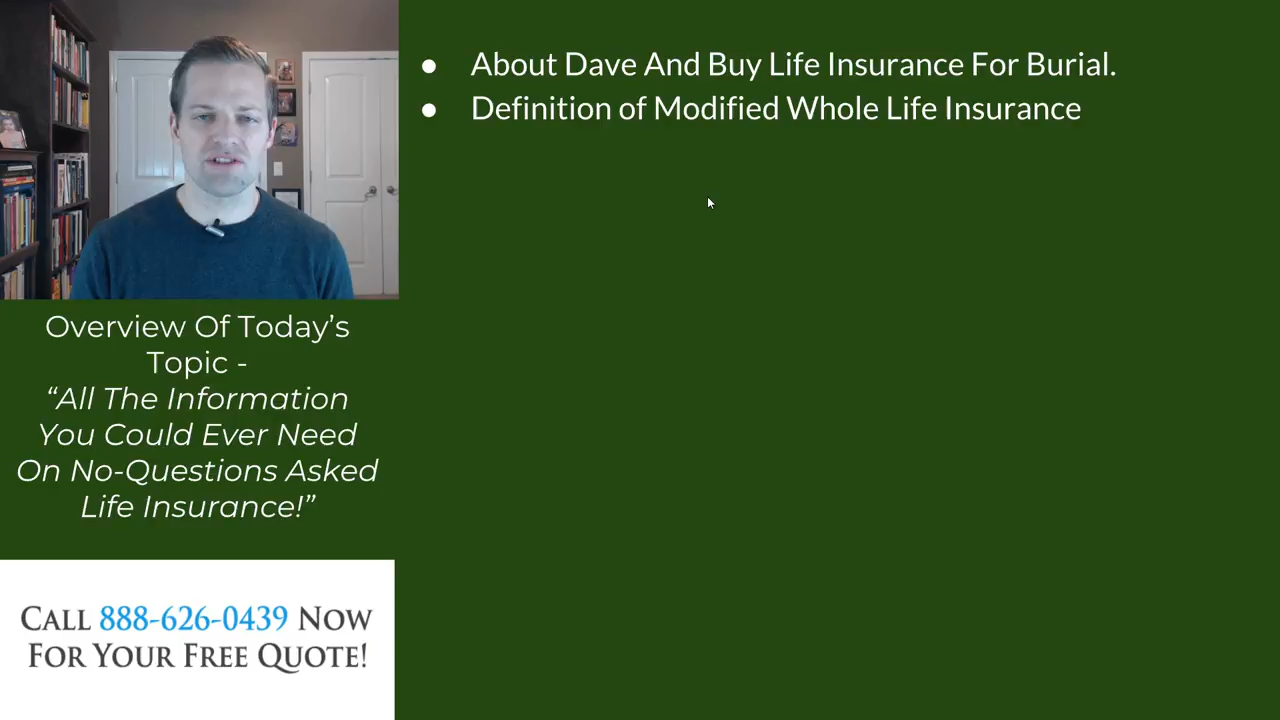 ● About Dave And Buy Life Insurance For Burial.
● Definition of Modified Whole Life Insurance
Overview Of Today’s
Topic -
“All The Information
You Could Ever Need
On No-Questions Asked
Life Insurance!”
Call 888-626-0439 Now
For Your Free Quote!